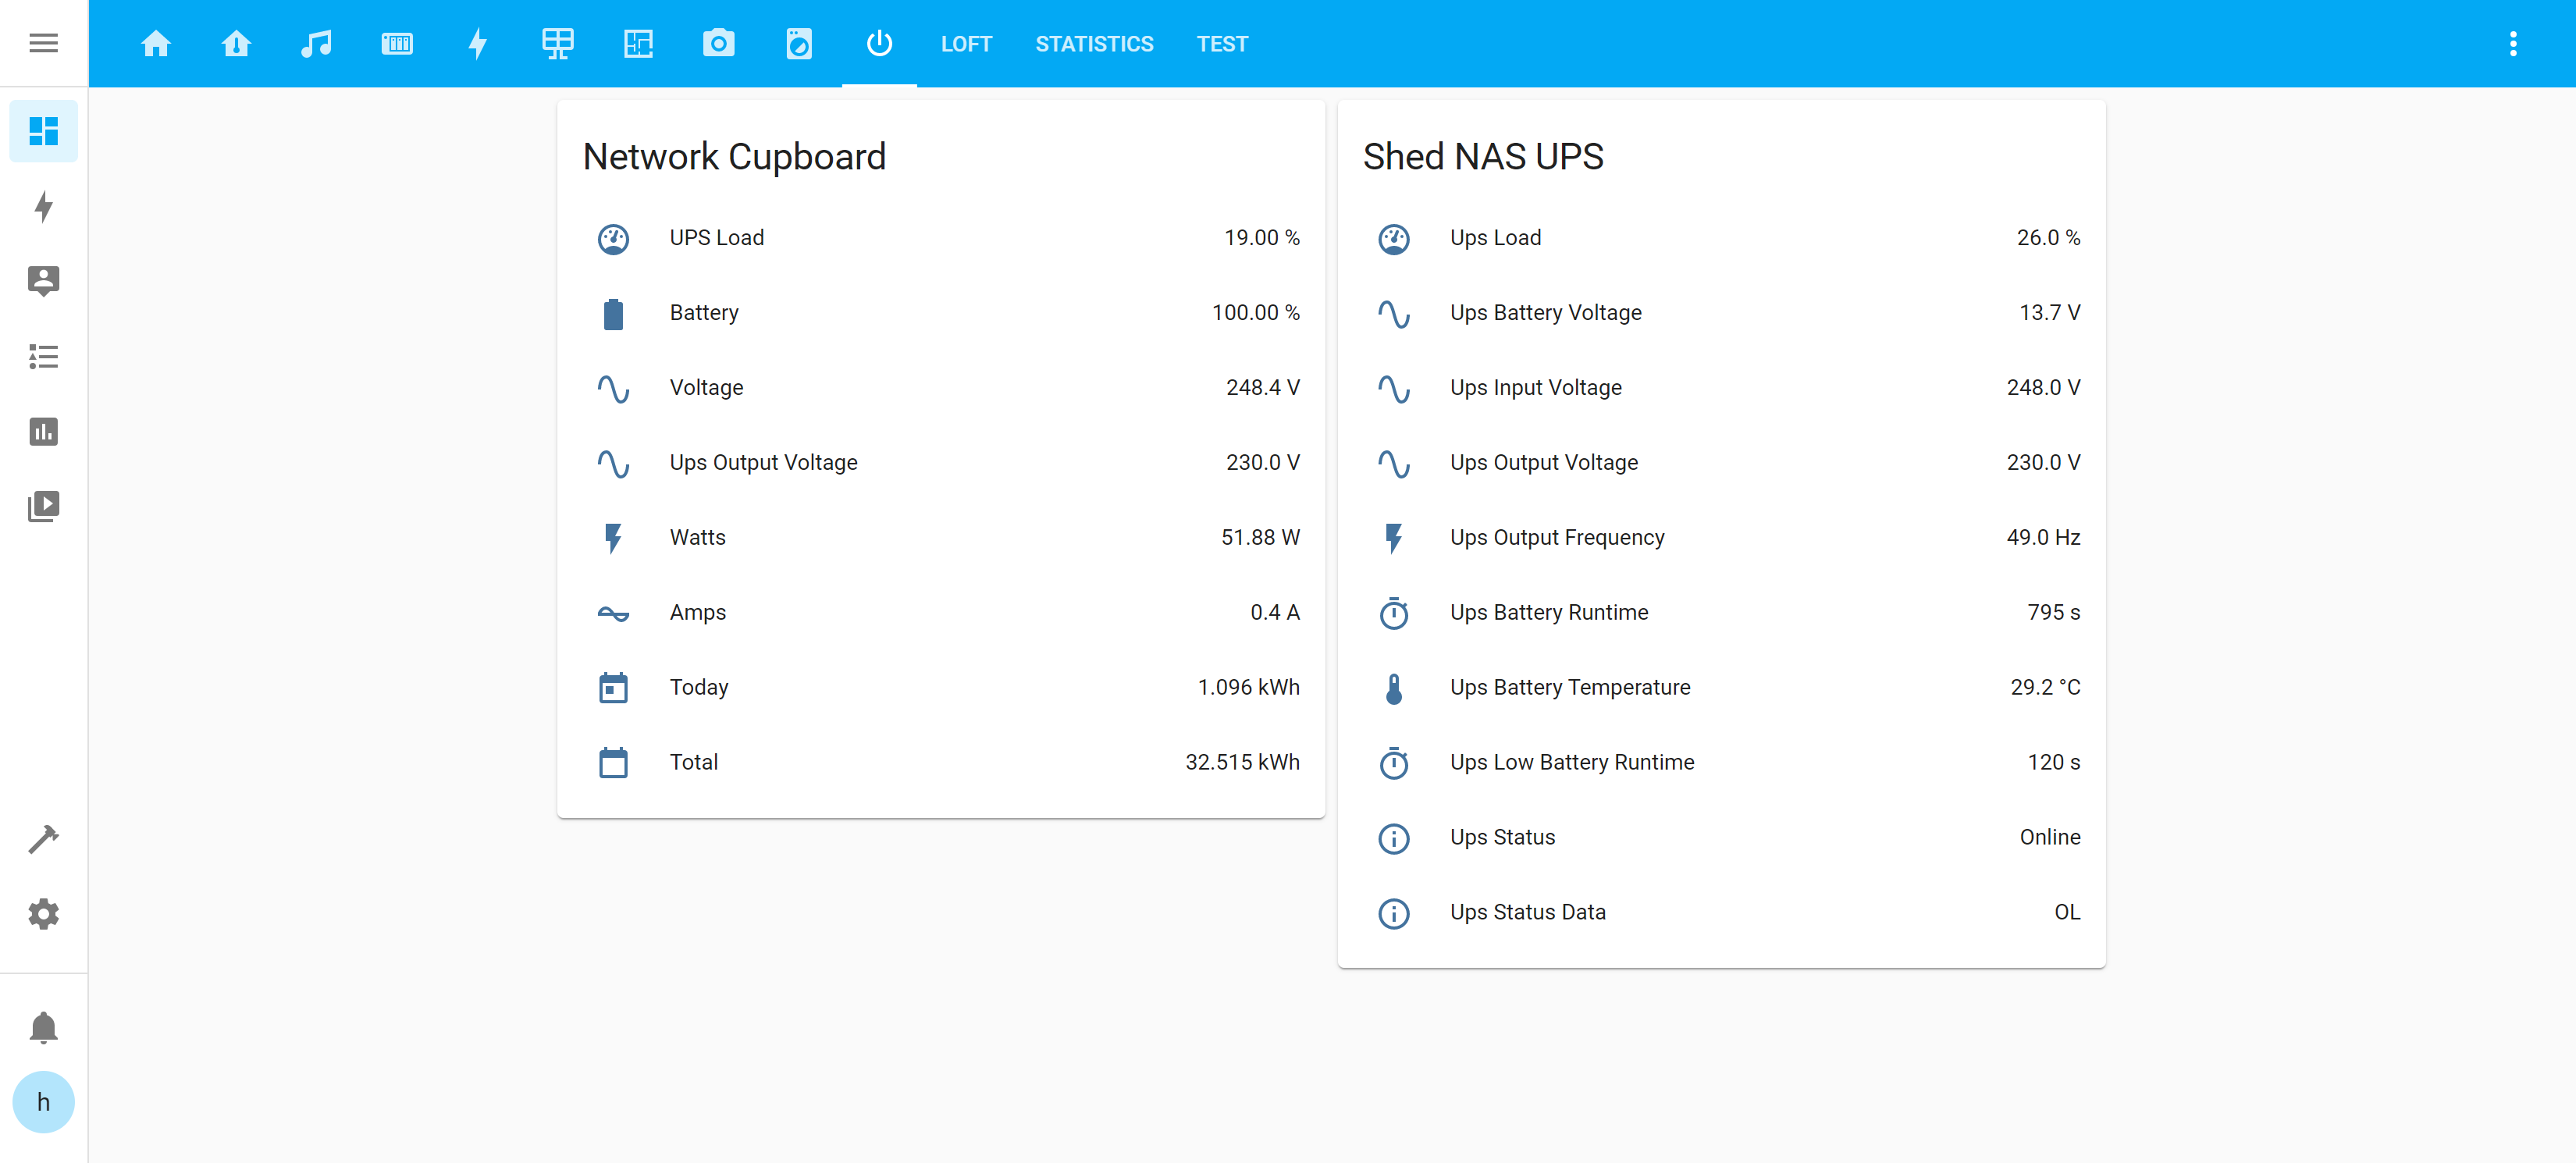 LOFT STATISTICS TEST
Network Cupboard
UPS Load 19.00 %
Battery 100.00 %
Voltage 248.4 V
Ups Output Voltage 230.0 V
Watts 51.88 W
Amps 0.4 A
Today 1.096 kWh
Total 32.515 kWh
Shed NAS UPS
Ups Load 26.0 %
Ups Battery Voltage 13.7 V
Ups Input Voltage 248.0 V
Ups Output Voltage 230.0 V
Ups Output Frequency 49.0 Hz
Ups Battery Runtime 795 s
Ups Battery Temperature 29.2 °C
Ups Low Battery Runtime 120 s
Ups Status Online
Ups Status Data OL
h